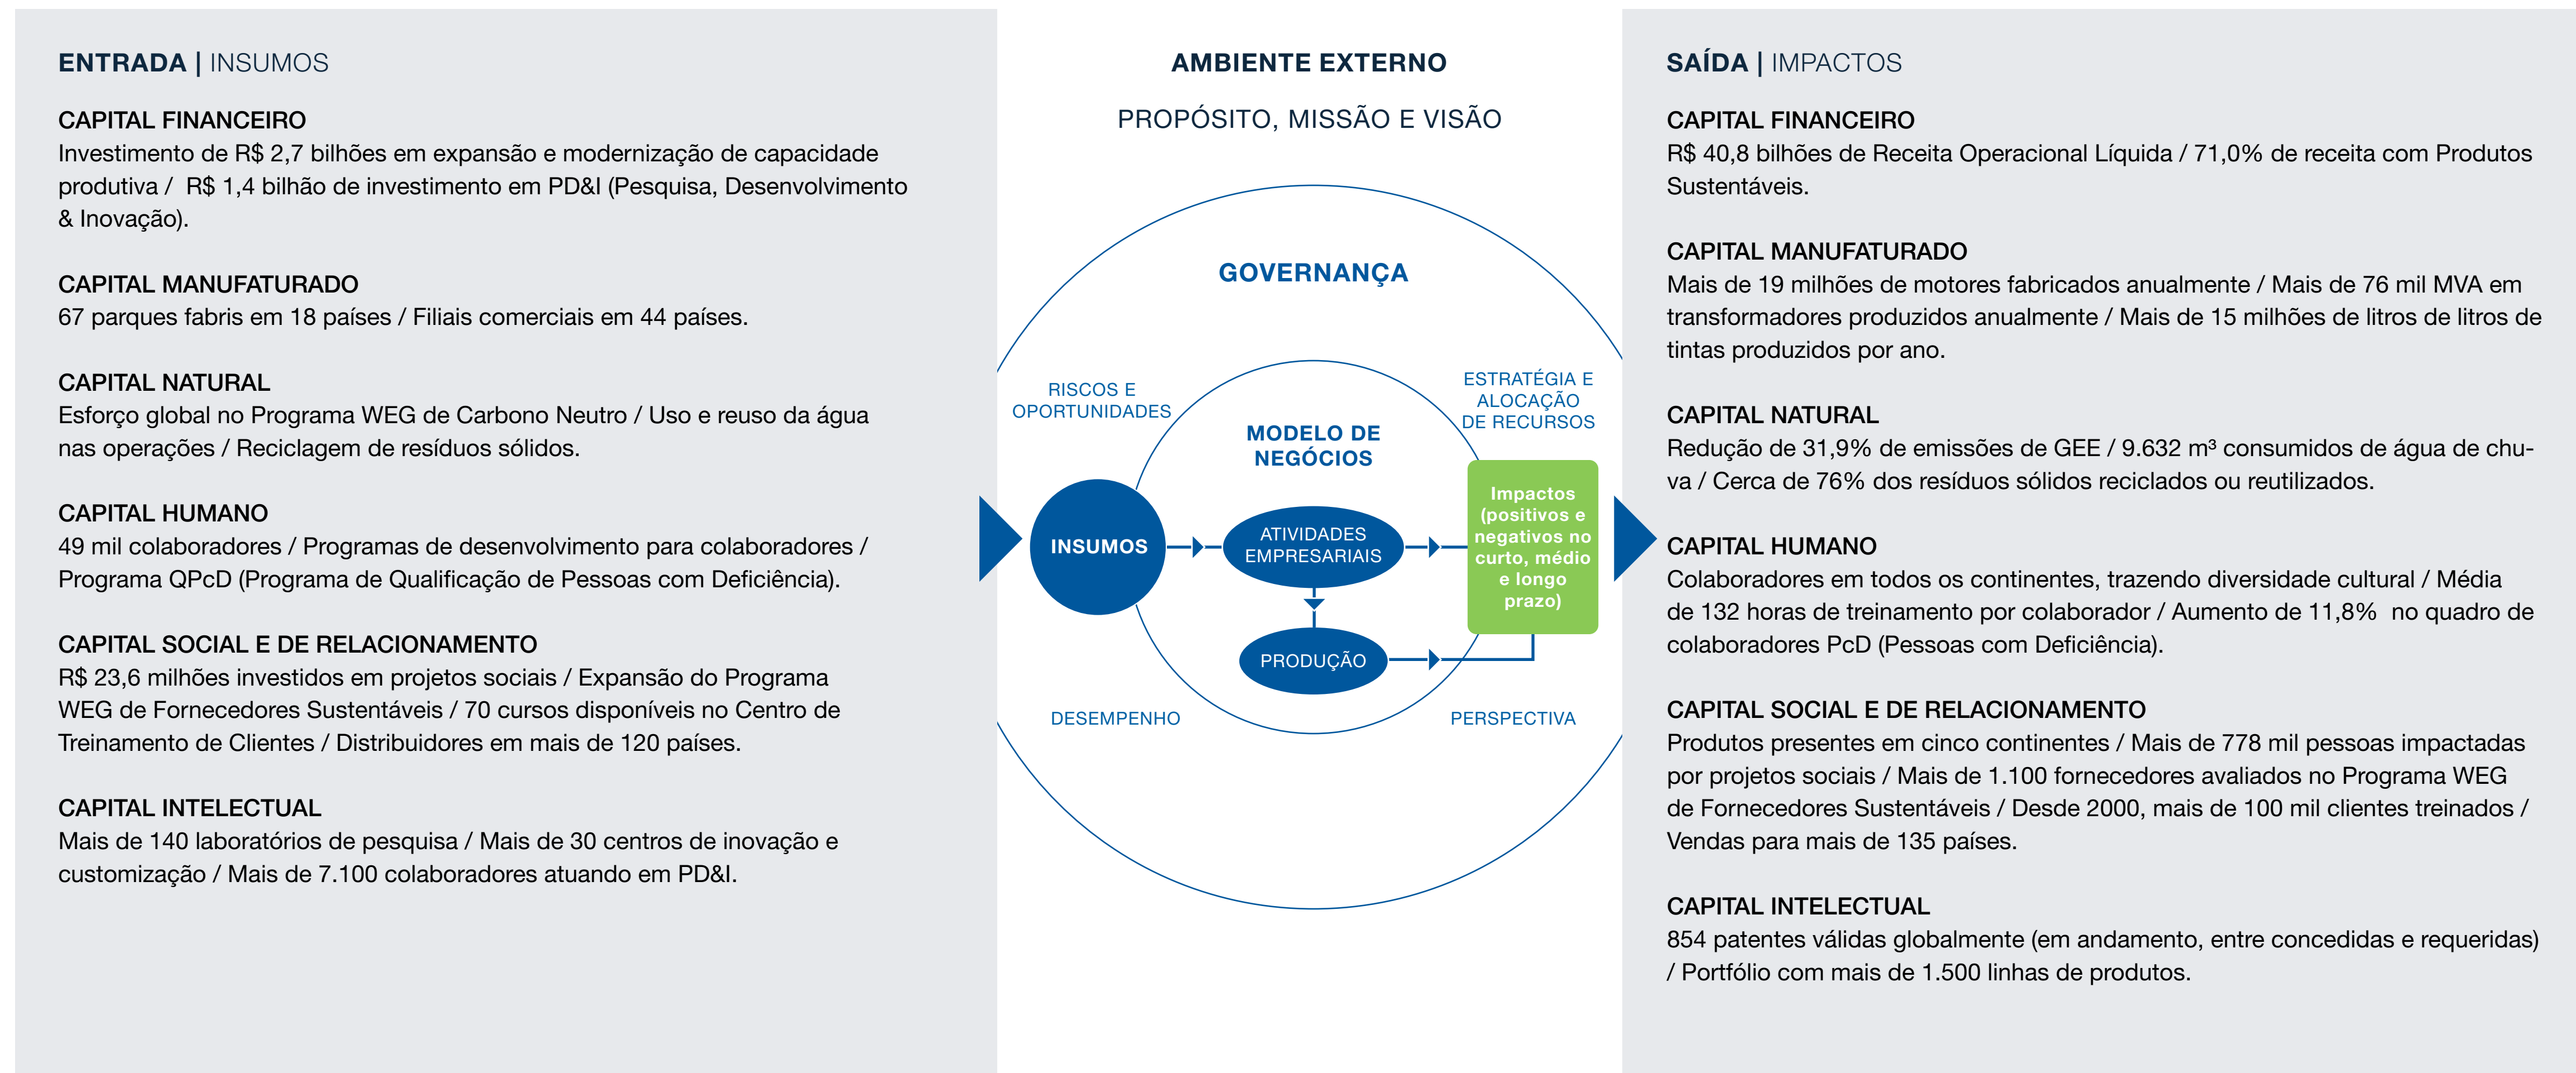 ENTRADA | INSUMOS
CAPITAL FINANCEIRO
Investimento de R$ 2,7 bilhões em expansão e modernização de capacidade
produtiva /  R$ 1,4 bilhão de investimento em PD&I (Pesquisa, Desenvolvimento
& Inovação).
CAPITAL MANUFATURADO
67 parques fabris em 18 países / Filiais comerciais em 44 países.
CAPITAL NATURAL
Esforço global no Programa WEG de Carbono Neutro / Uso e reuso da água
nas operações / Reciclagem de resíduos sólidos.
CAPITAL HUMANO
49 mil colaboradores / Programas de desenvolvimento para colaboradores /
Programa QPcD (Programa de Qualificação de Pessoas com Deficiência).
CAPITAL SOCIAL E DE RELACIONAMENTO
R$ 23,6 milhões investidos em projetos sociais / Expansão do Programa
WEG de Fornecedores Sustentáveis / 70 cursos disponíveis no Centro de
Treinamento de Clientes / Distribuidores em mais de 120 países.
CAPITAL INTELECTUAL
Mais de 140 laboratórios de pesquisa / Mais de 30 centros de inovação e
customização / Mais de 7.100 colaboradores atuando em PD&I.
AMBIENTE EXTERNO
PROPÓSITO, MISSÃO E VISÃO
GOVERNANÇA
RISCOS E
OPORTUNIDADES
ESTRATÉGIA E
ALOCAÇÃO
DE RECURSOS
MODELO DE
NEGÓCIOS
INSUMOS
ATIVIDADES
EMPRESARIAIS
Impactos
(positivos e
negativos no
curto, médio
e longo
prazo)
PRODUÇÃO
DESEMPENHO
PERSPECTIVA
SAÍDA | IMPACTOS
CAPITAL FINANCEIRO
R$ 40,8 bilhões de Receita Operacional Líquida / 71,0% de receita com Produtos
Sustentáveis.
CAPITAL MANUFATURADO
Mais de 19 milhões de motores fabricados anualmente / Mais de 76 mil MVA em
transformadores produzidos anualmente / Mais de 15 milhões de litros de litros de
tintas produzidos por ano.
CAPITAL NATURAL
Redução de 31,9% de emissões de GEE / 9.632 m³ consumidos de água de chu-
va / Cerca de 76% dos resíduos sólidos reciclados ou reutilizados.
CAPITAL HUMANO
Colaboradores em todos os continentes, trazendo diversidade cultural / Média
de 132 horas de treinamento por colaborador / Aumento de 11,8%  no quadro de
colaboradores PcD (Pessoas com Deficiência).
CAPITAL SOCIAL E DE RELACIONAMENTO
Produtos presentes em cinco continentes / Mais de 778 mil pessoas impactadas
por projetos sociais / Mais de 1.100 fornecedores avaliados no Programa WEG
de Fornecedores Sustentáveis / Desde 2000, mais de 100 mil clientes treinados /
Vendas para mais de 135 países.
CAPITAL INTELECTUAL
854 patentes válidas globalmente (em andamento, entre concedidas e requeridas)
/ Portfólio com mais de 1.500 linhas de produtos.